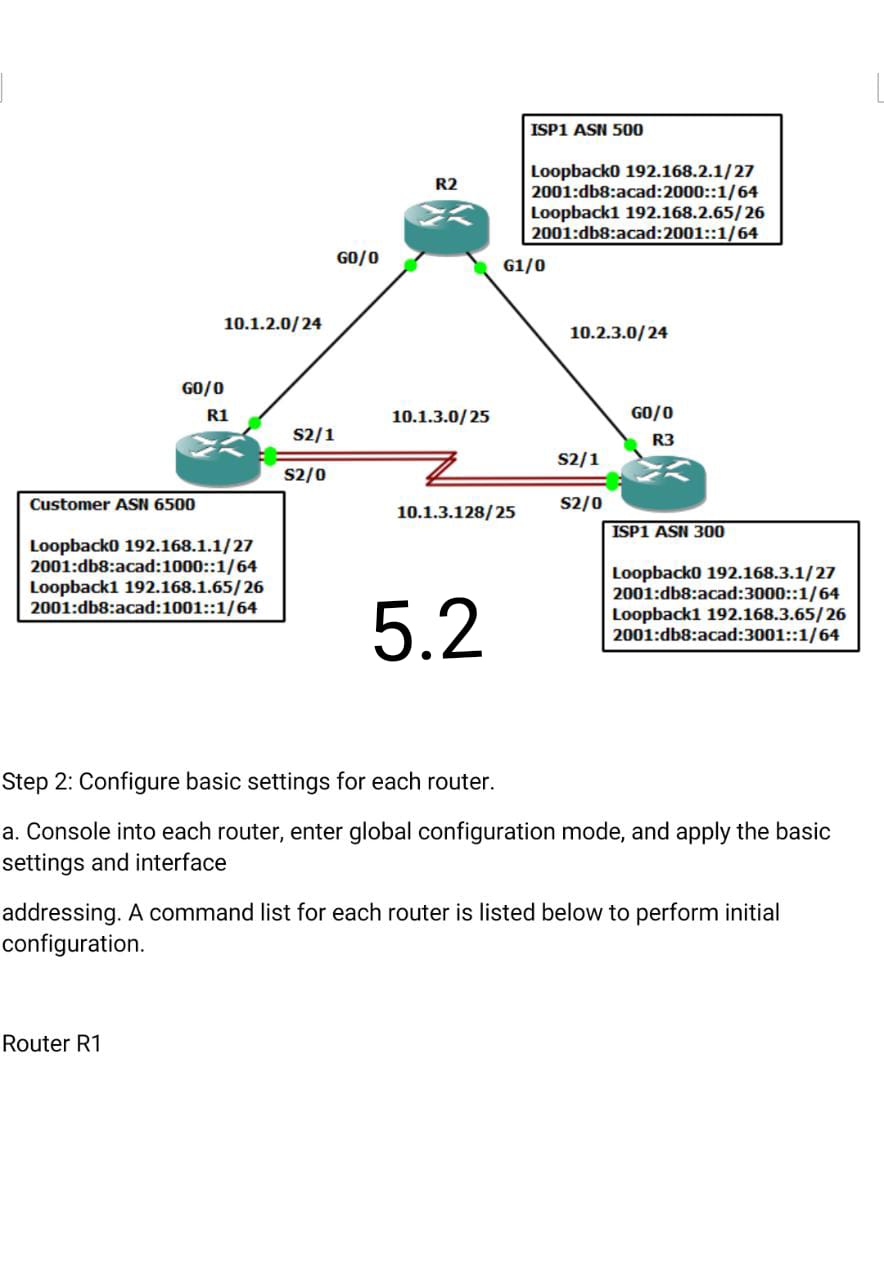 ISP1 ASN 500
Loopback0 192.168.2.1/27
2001:db8:acad:2000::1/64
Loopback1 192.168.2.65/26
2001:db8:acad:2001::1/64
R2
G0/0
G1/0
10.1.2.0/24
10.2.3.0/24
G0/0
R1
S2/1
S2/0
10.1.3.0/25
10.1.3.128/25
G0/0
R3
S2/1
S2/0
Customer ASN 6500
Loopback0 192.168.1.1/27
2001:db8:acad:1000::1/64
Loopback1 192.168.1.65/26
2001:db8:acad:1001::1/64
ISP1 ASN 300
Loopback0 192.168.3.1/27
2001:db8:acad:3000::1/64
Loopback1 192.168.3.65/26
2001:db8:acad:3001::1/64
5.2
Step 2: Configure basic settings for each router.
a. Console into each router, enter global configuration mode, and apply the basic
settings and interface
addressing. A command list for each router is listed below to perform initial
configuration.
Router R1